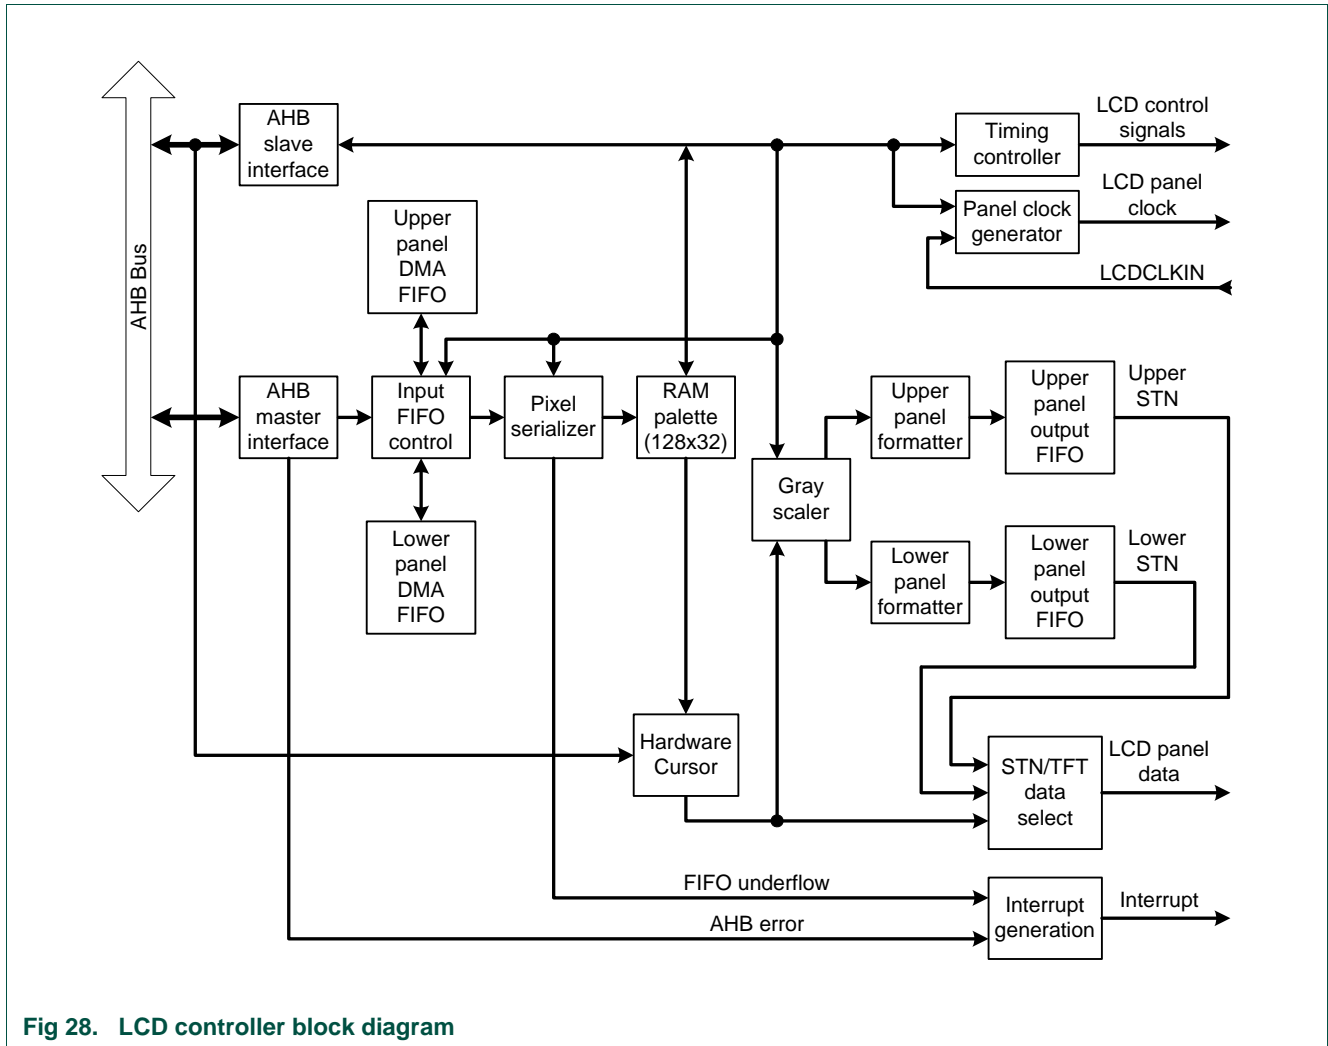 AHB Bus
AHB
slave
interface
Timing
controller
LCD control
signals
Panel clock
generator
LCD panel
clock
LCDCLKIN
Upper
panel
DMA
FIFO
AHB
master
interface
Input
FIFO
control
Pixel
serializer
RAM
palette
(128x32)
Lower
panel
DMA
FIFO
Gray
scaler
Upper
panel
formatter
Upper
panel
output
FIFO
Upper
STN
Lower
panel
formatter
Lower
panel
output
FIFO
Lower
STN
Hardware
Cursor
STN/TFT
data
select
LCD panel
data
FIFO underflow
AHB error
Interrupt
generation
Interrupt
Fig 28. LCD controller block diagram